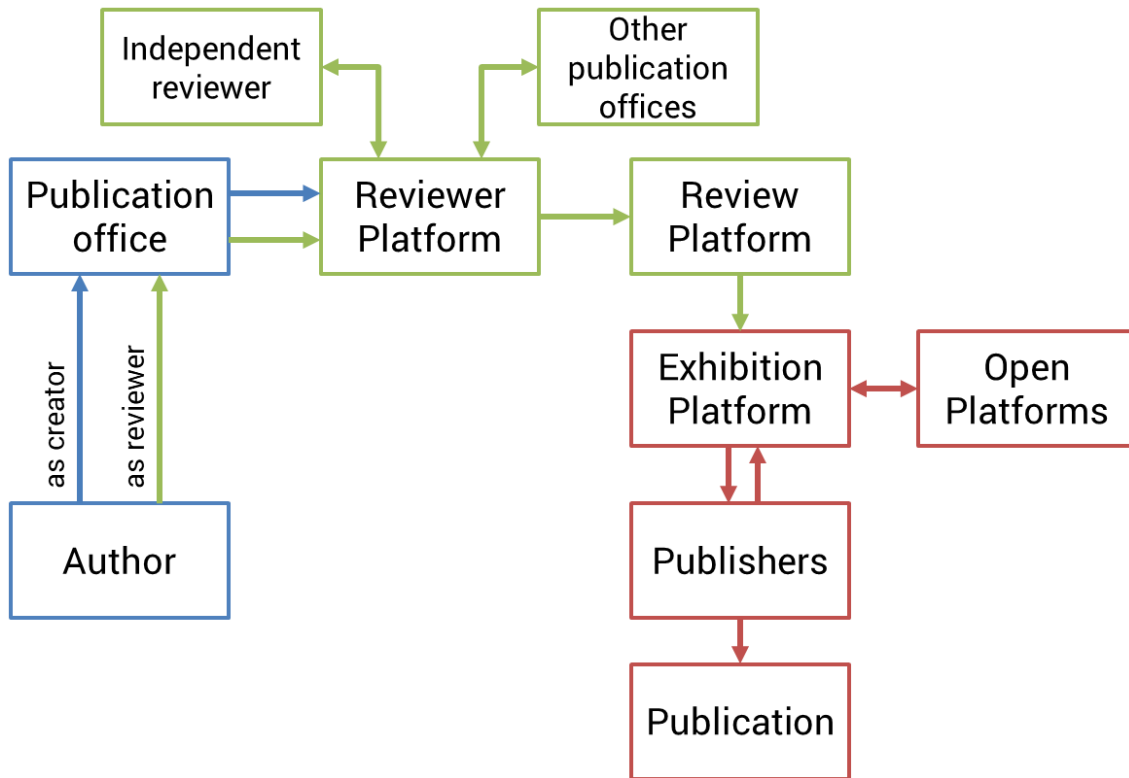 Independent
reviewer
Other
publication
offices
Publication
office
Reviewer
Platform
Review
Platform
as creator
as reviewer
Exhibition
Platform
Open
Platforms
Author
Publishers
Publication